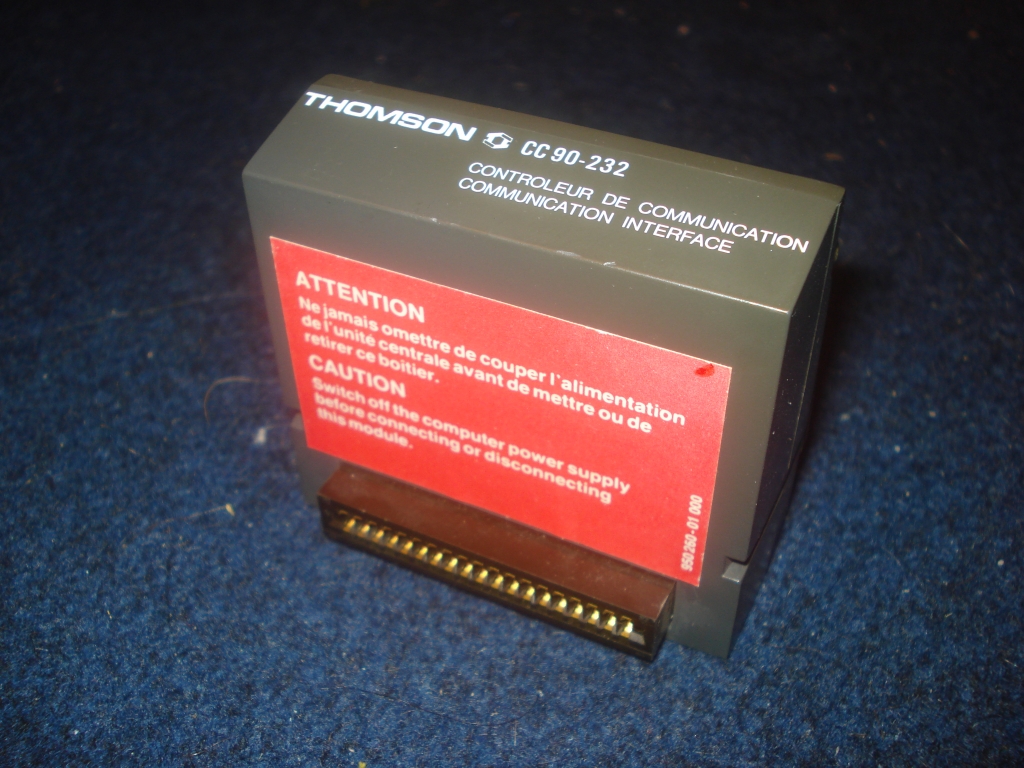 THOMSON CC 90-232
CONTROLEUR DE COMMUNICATION
COMMUNICATION INTERFACE
ATTENTION
Ne jamais omettre de couper l'alimentation
de l'unité centrale avant de mettre ou de
retirer ce boitier.
CAUTION
Switch off the computer power supply
before connecting or disconnecting
this module.
950 260-01 000